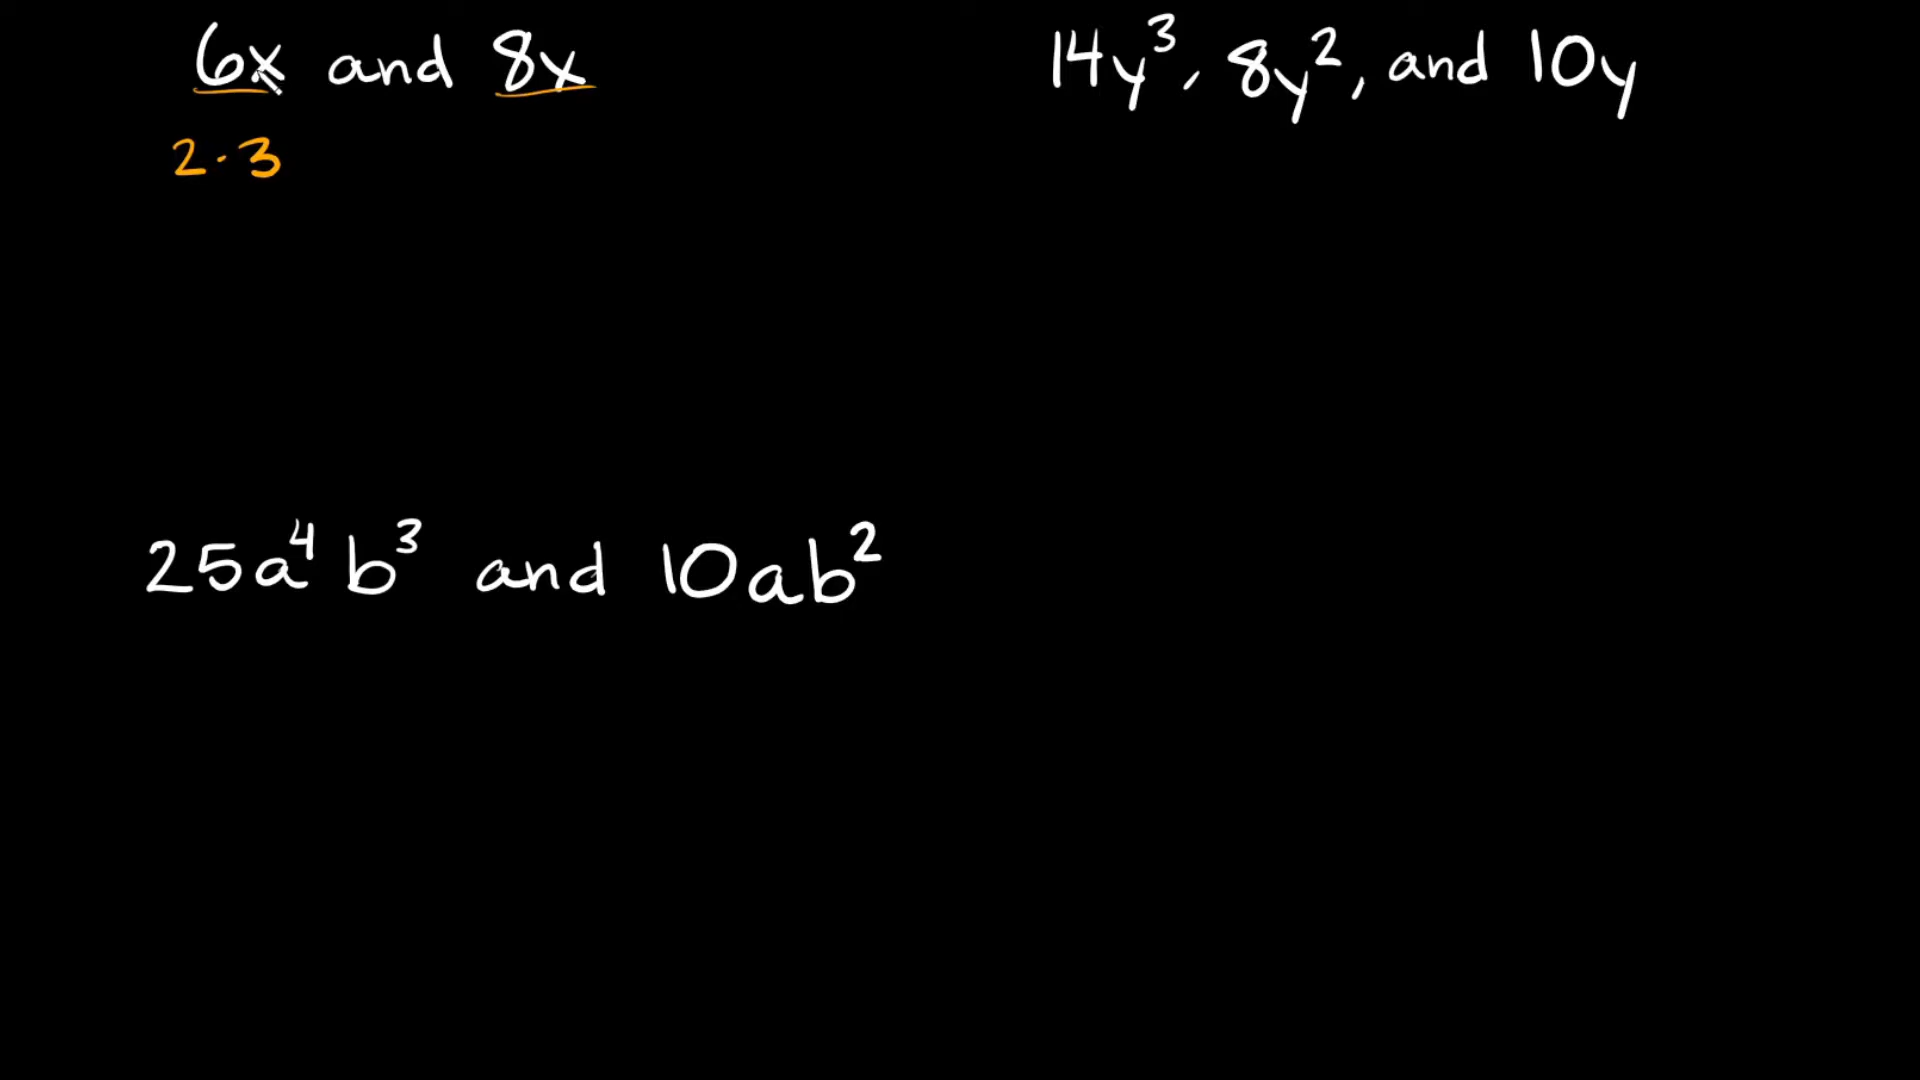 6x and 8x
2·3
14y³, 8y², and 10y
25a⁴b³ and 10ab²